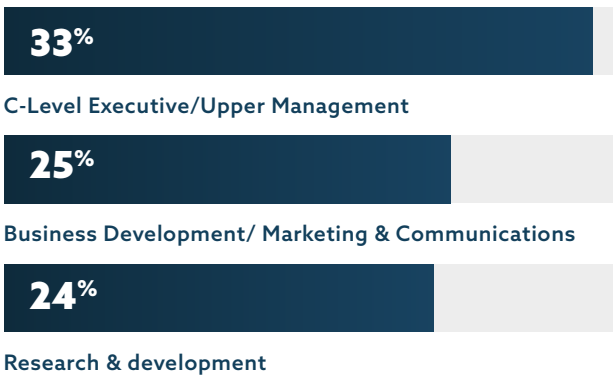 33%
C-Level Executive/Upper Management
25%
Business Development/ Marketing & Communications
24%
Research & development